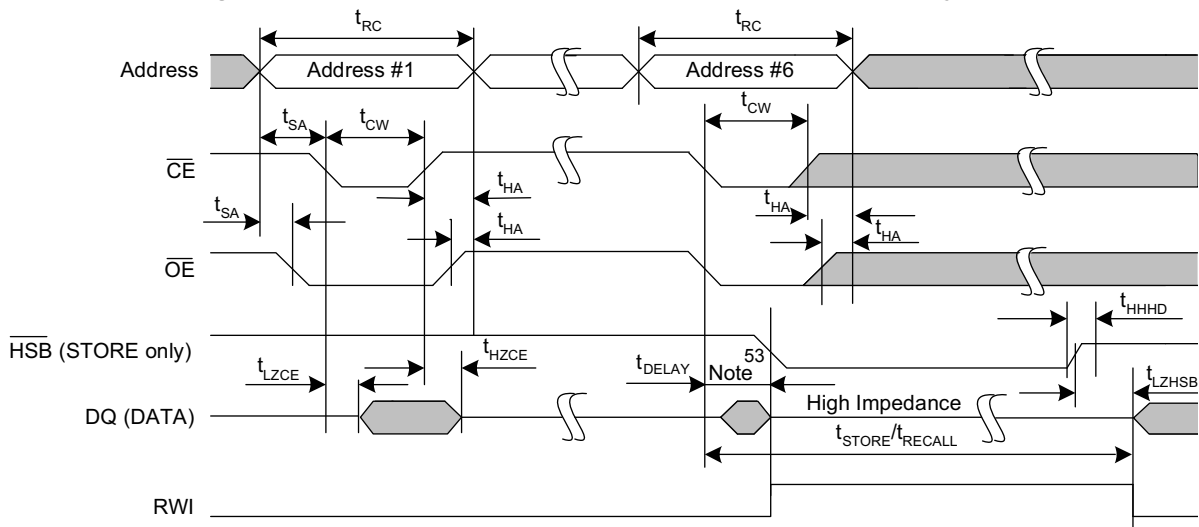 tRC
tRC
Address
Address #1
Address #6
tSA
tCW
tCW
CE
tHA
tHA
tSA
tHA
tHA
OE
tHHHD
HSB (STORE only)
tLZCE
tHZCE
tDELAY
Note 53
tLZHSB
DQ (DATA)
High Impedance
tSTORE/tRECALL
RWI